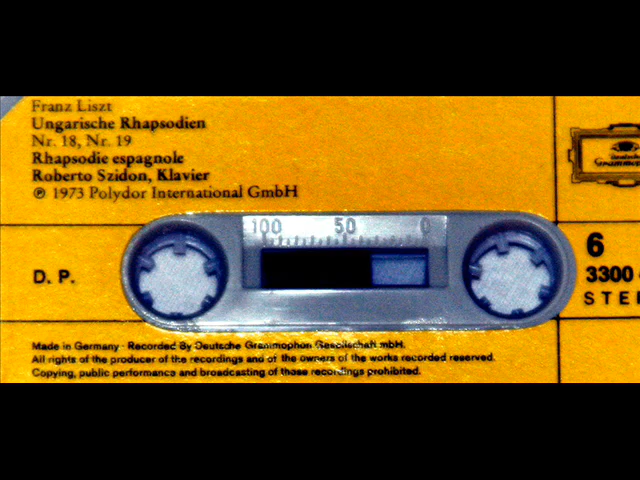 Franz Liszt
Ungarische Rhapsodien
Nr. 18, Nr. 19
Rhapsodie espagnole
Roberto Szidon, Klavier
℗ 1973 Polydor International GmbH
Deutsche
Grammop
100 50 0
D. P.
6
3300
STE
Made in Germany · Recorded By Deutsche Grammophon Gesellschaft mbH.
All rights of the producer of the recordings and of the owners of the works recorded reserved.
Copying, public performance and broadcasting of those recordings prohibited.